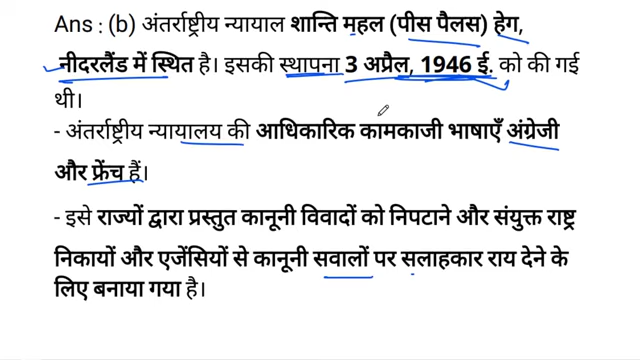 Ans : (b) अंतर्राष्ट्रीय न्यायाल शान्ति महल (पीस पैलस) हेग,
नीदरलैंड में स्थित है। इसकी स्थापना 3 अप्रैल, 1946 ई. को की गई
थी।
- अंतर्राष्ट्रीय न्यायालय की आधिकारिक कामकाजी भाषाएँ अंग्रेजी
और फ्रेंच हैं।
- इसे राज्यों द्वारा प्रस्तुत कानूनी विवादों को निपटाने और संयुक्त राष्ट्र
निकायों और एजेंसियों से कानूनी सवालों पर सलाहकार राय देने के
लिए बनाया गया है।